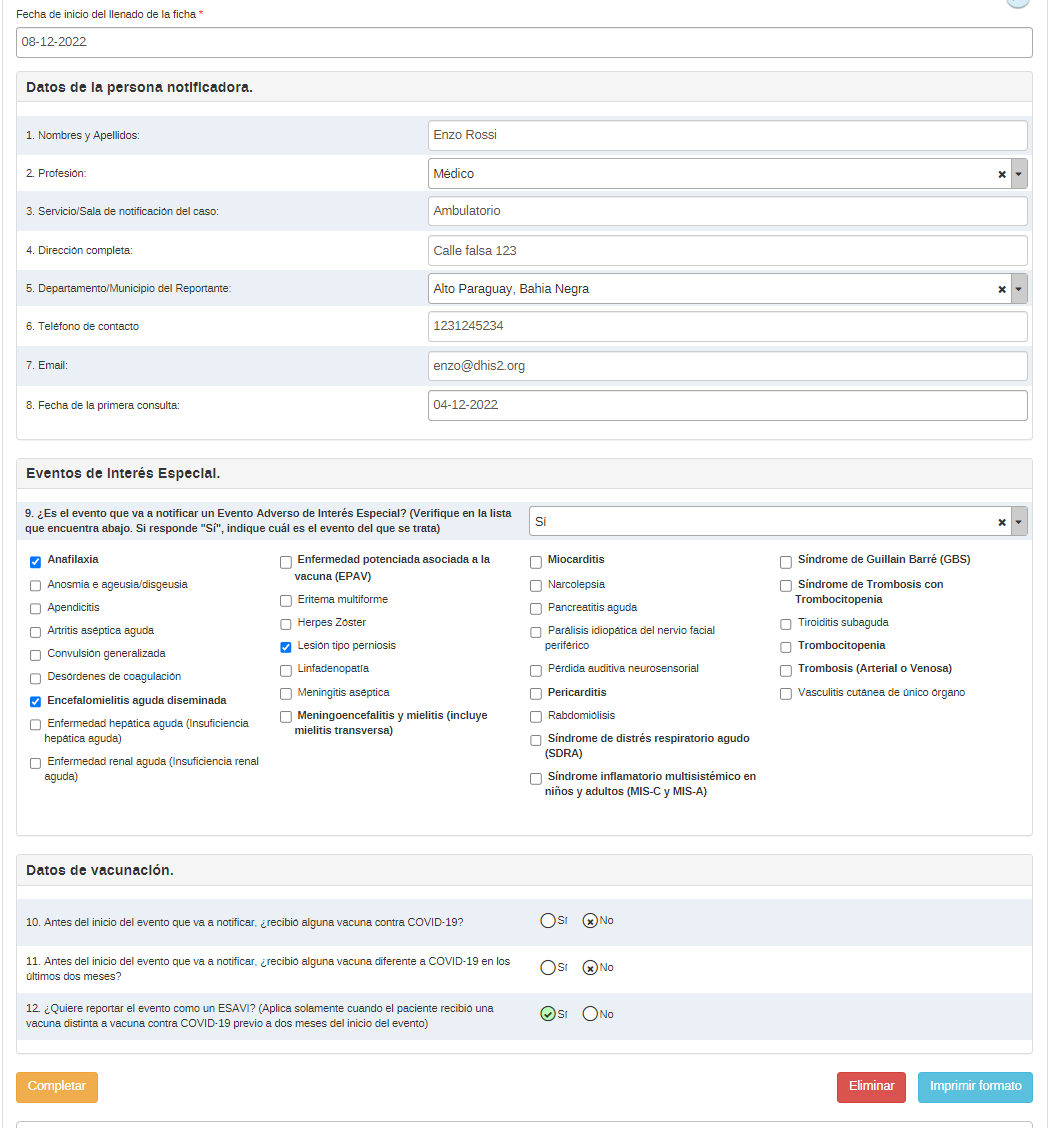 Fecha de inicio del llenado de la ficha *
08-12-2022
Datos de la persona notificadora.
1. Nombres y Apellidos:
Enzo Rossi
2. Profesión:
Médico
3. Servicio/Sala de notificación del caso:
Ambulatorio
4. Dirección completa:
Calle falsa 123
5. Departamento/Municipio del Reportante:
Alto Paraguay, Bahia Negra
6. Teléfono de contacto
1231245234
7. Email:
enzo@dhis2.org
8. Fecha de la primera consulta:
04-12-2022
Eventos de Interés Especial.
9. ¿Es el evento que va a notificar un Evento Adverso de Interés Especial? (Verifique en la lista
que encuentra abajo. Si responde "Sí", indique cuál es el evento del que se trata)
Sí
Anafilaxia
Anosmia e ageusia/disgeusia
Apendicitis
Artritis aséptica aguda
Convulsión generalizada
Desórdenes de coagulación
Encefalomielitis aguda diseminada
Enfermedad hepática aguda (Insuficiencia
hepática aguda)
Enfermedad renal aguda (Insuficiencia renal
aguda)
Enfermedad potenciada asociada a la
vacuna (EPAV)
Eritema multiforme
Herpes Zóster
Lesión tipo perniosis
Linfadenopatía
Meningitis aséptica
Meningoencefalitis y mielitis (incluye
mielitis transversa)
Miocarditis
Narcolepsia
Pancreatitis aguda
Parálisis idiopática del nervio facial
periférico
Pérdida auditiva neurosensorial
Pericarditis
Rabdomiólisis
Síndrome de distrés respiratorio agudo
(SDRA)
Síndrome inflamatorio multisistémico en
niños y adultos (MIS-C y MIS-A)
Síndrome de Guillain Barré (GBS)
Síndrome de Trombosis con
Trombocitopenia
Tiroiditis subaguda
Trombocitopenia
Trombosis (Arterial o Venosa)
Vasculitis cutánea de único órgano
Datos de vacunación.
10. Antes del inicio del evento que va a notificar, ¿recibió alguna vacuna contra COVID-19?
Sí No
11. Antes del inicio del evento que va a notificar, ¿recibió alguna vacuna diferente a COVID-19 en los
últimos dos meses?
Sí No
12. ¿Quiere reportar el evento como un ESAVI? (Aplica solamente cuando el paciente recibió una
vacuna distinta a vacuna contra COVID-19 previo a dos meses del inicio del evento)
Sí No
Completar
Eliminar
Imprimir formato